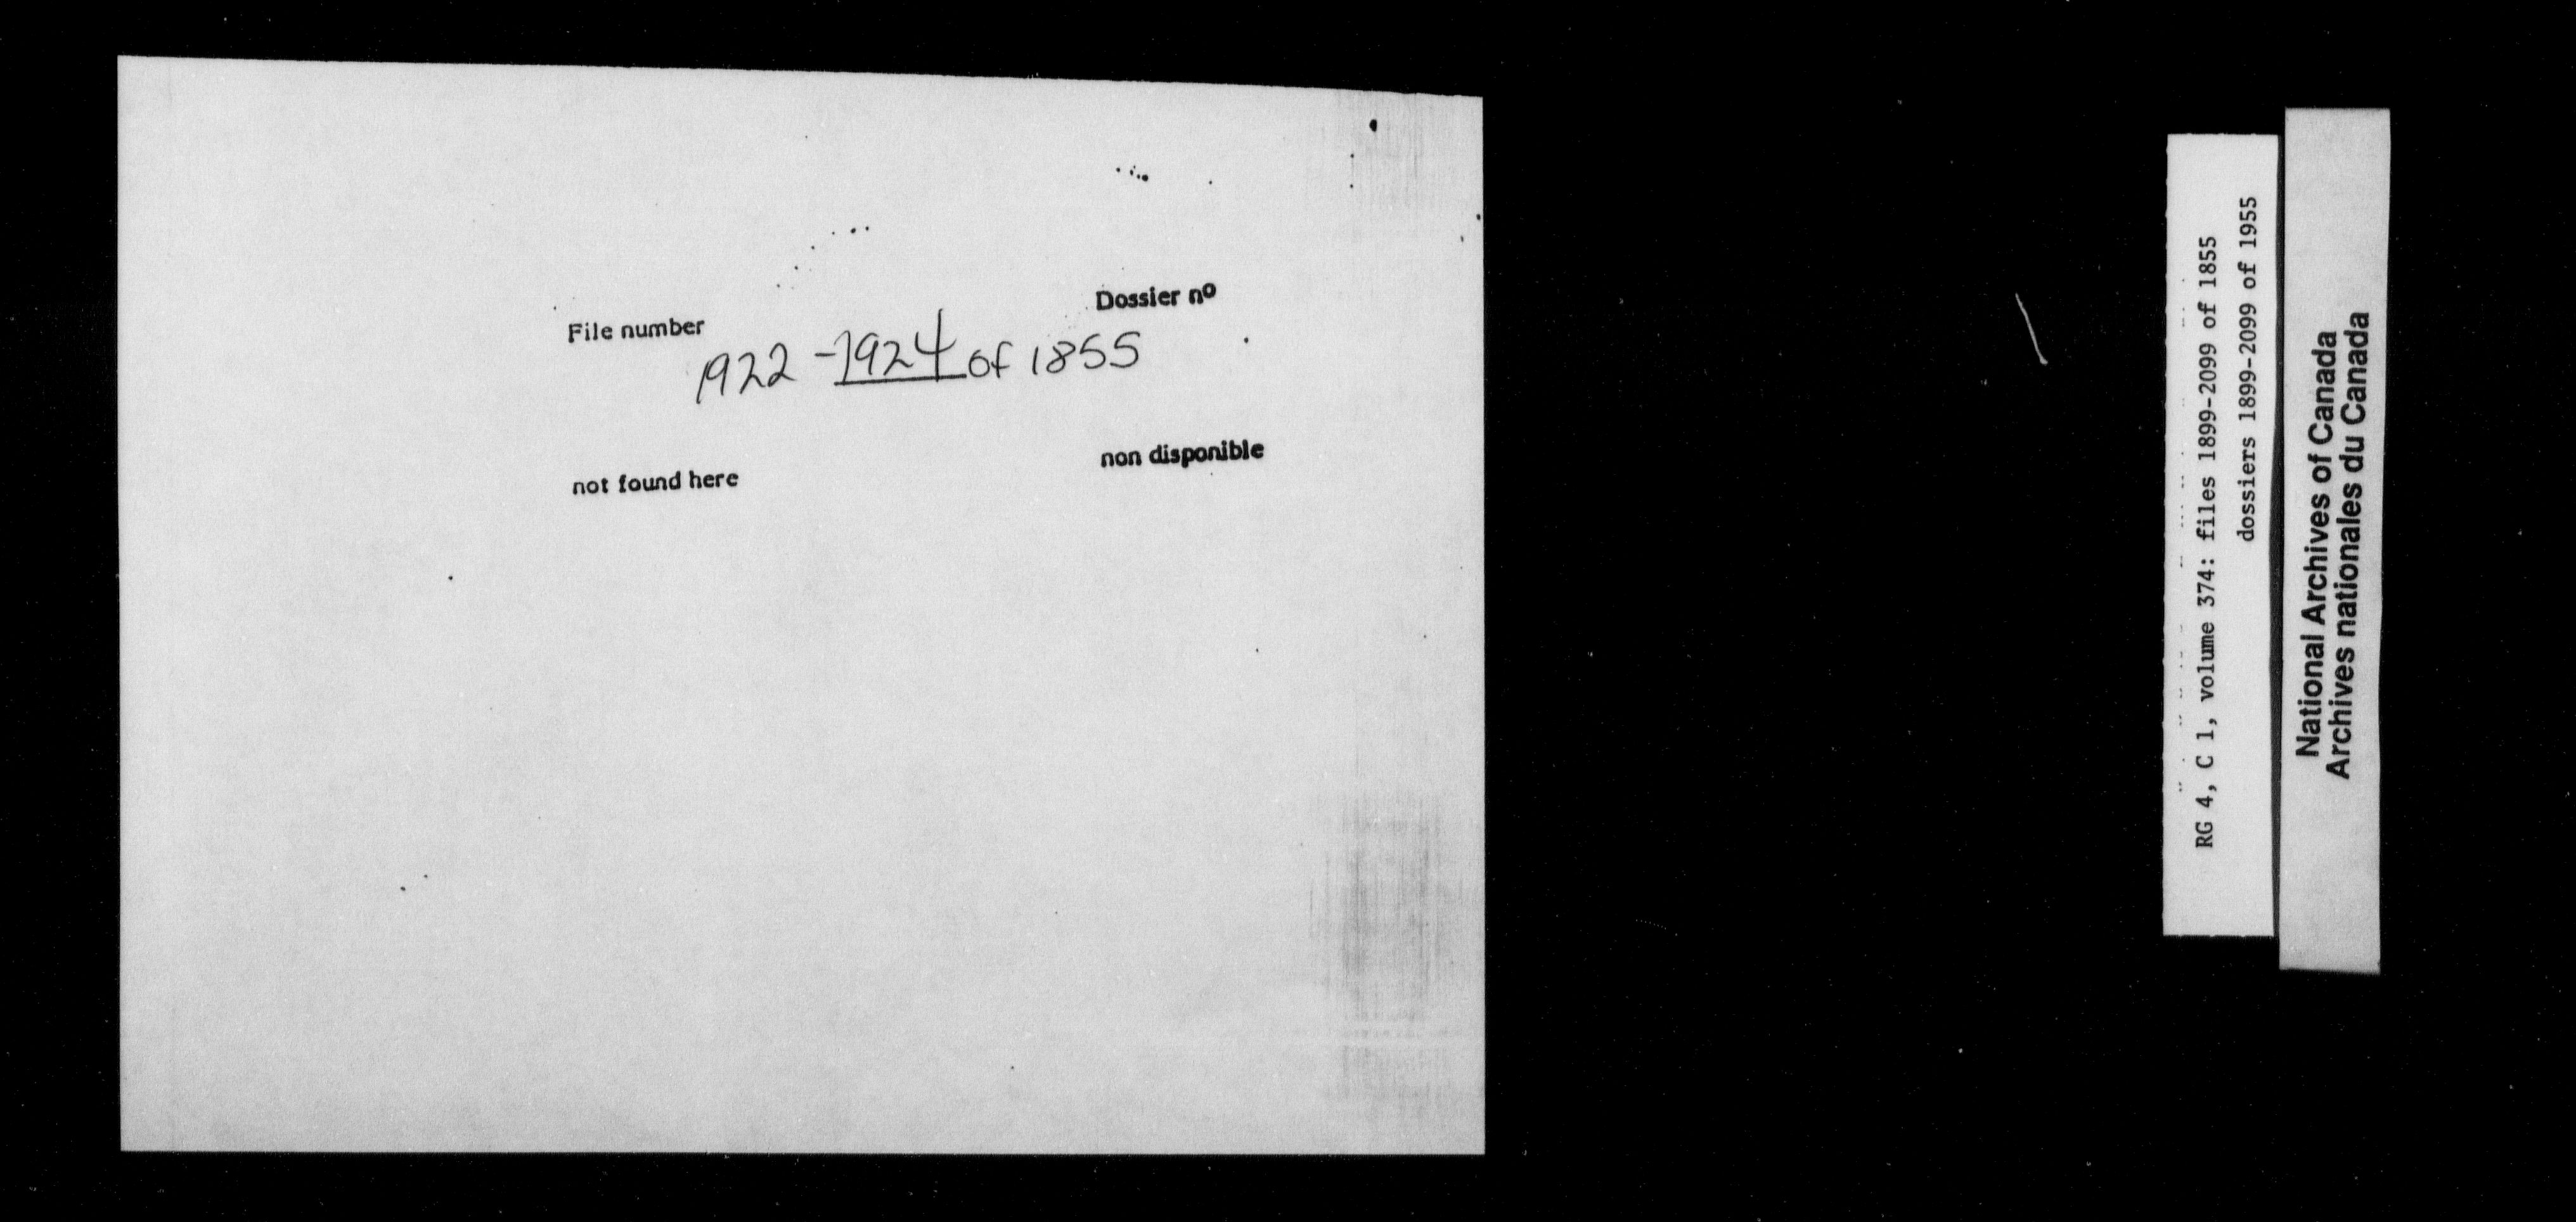 File number
Dossier nº
1922 - 1924 of 1855
not found here
non disponible
RG 4, C 1, volume 374: files 1899-2099 of 1855
dossiers 1899-2099 of 1955
National Archives of Canada
Archives nationales du Canada